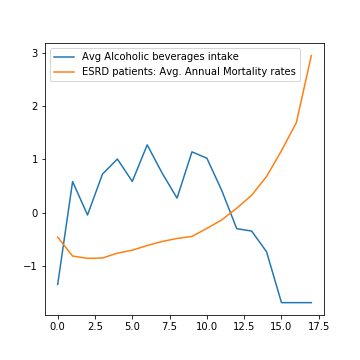 Avg Alcoholic beverages intake
ESRD patients: Avg. Annual Mortality rates
3
2
1
0
−1
0.0 2.5 5.0 7.5 10.0 12.5 15.0 17.5